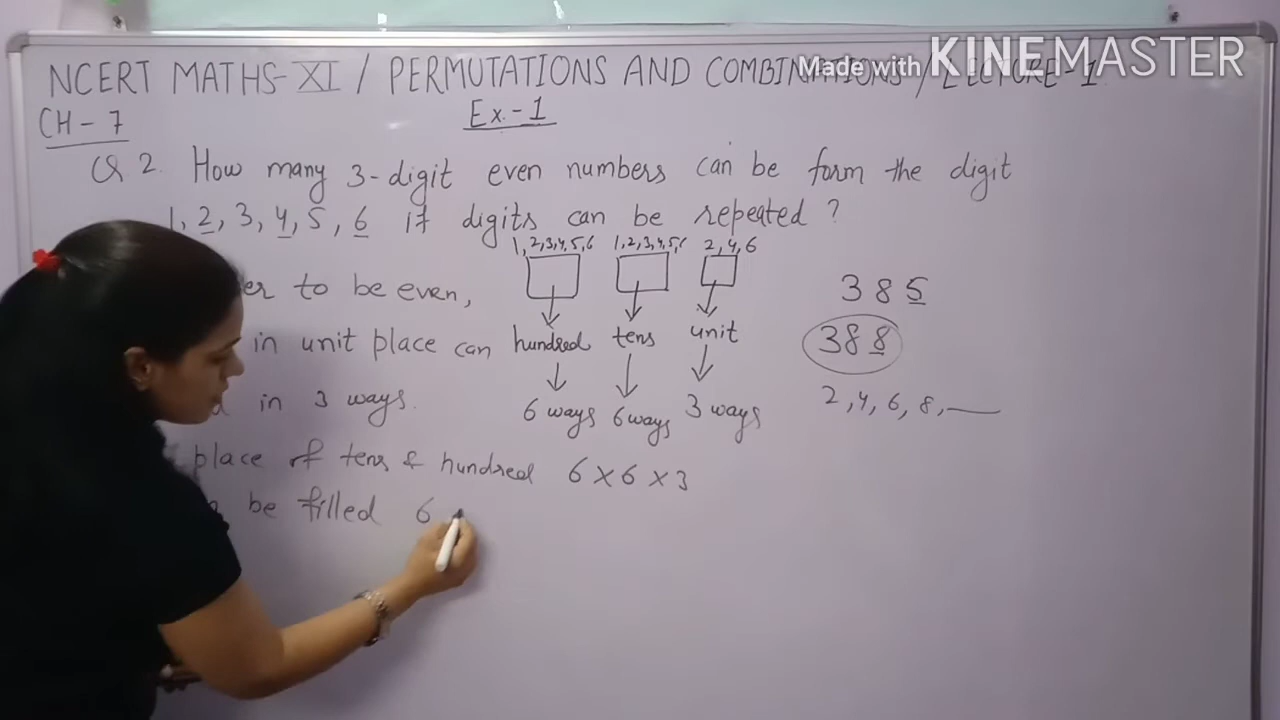 Made with KINEMASTER
NCERT MATHS-XI / PERMUTATIONS AND COMBINATIONS / LECTURE-1
CH-7
Ex.-1
Q 2. How many 3-digit even numbers can be form the digit
1, 2, 3, 4, 5, 6 if digits can be repeated ?
1,2,3,4,5,6 1,2,3,4,5,6 2,4,6
to be even,
385
in unit place can hundred tens unit
388
in 3 ways. 6 ways 6 ways 3 ways
2,4,6,8,
place of tens & hundred 6 x 6 x 3
be filled 6